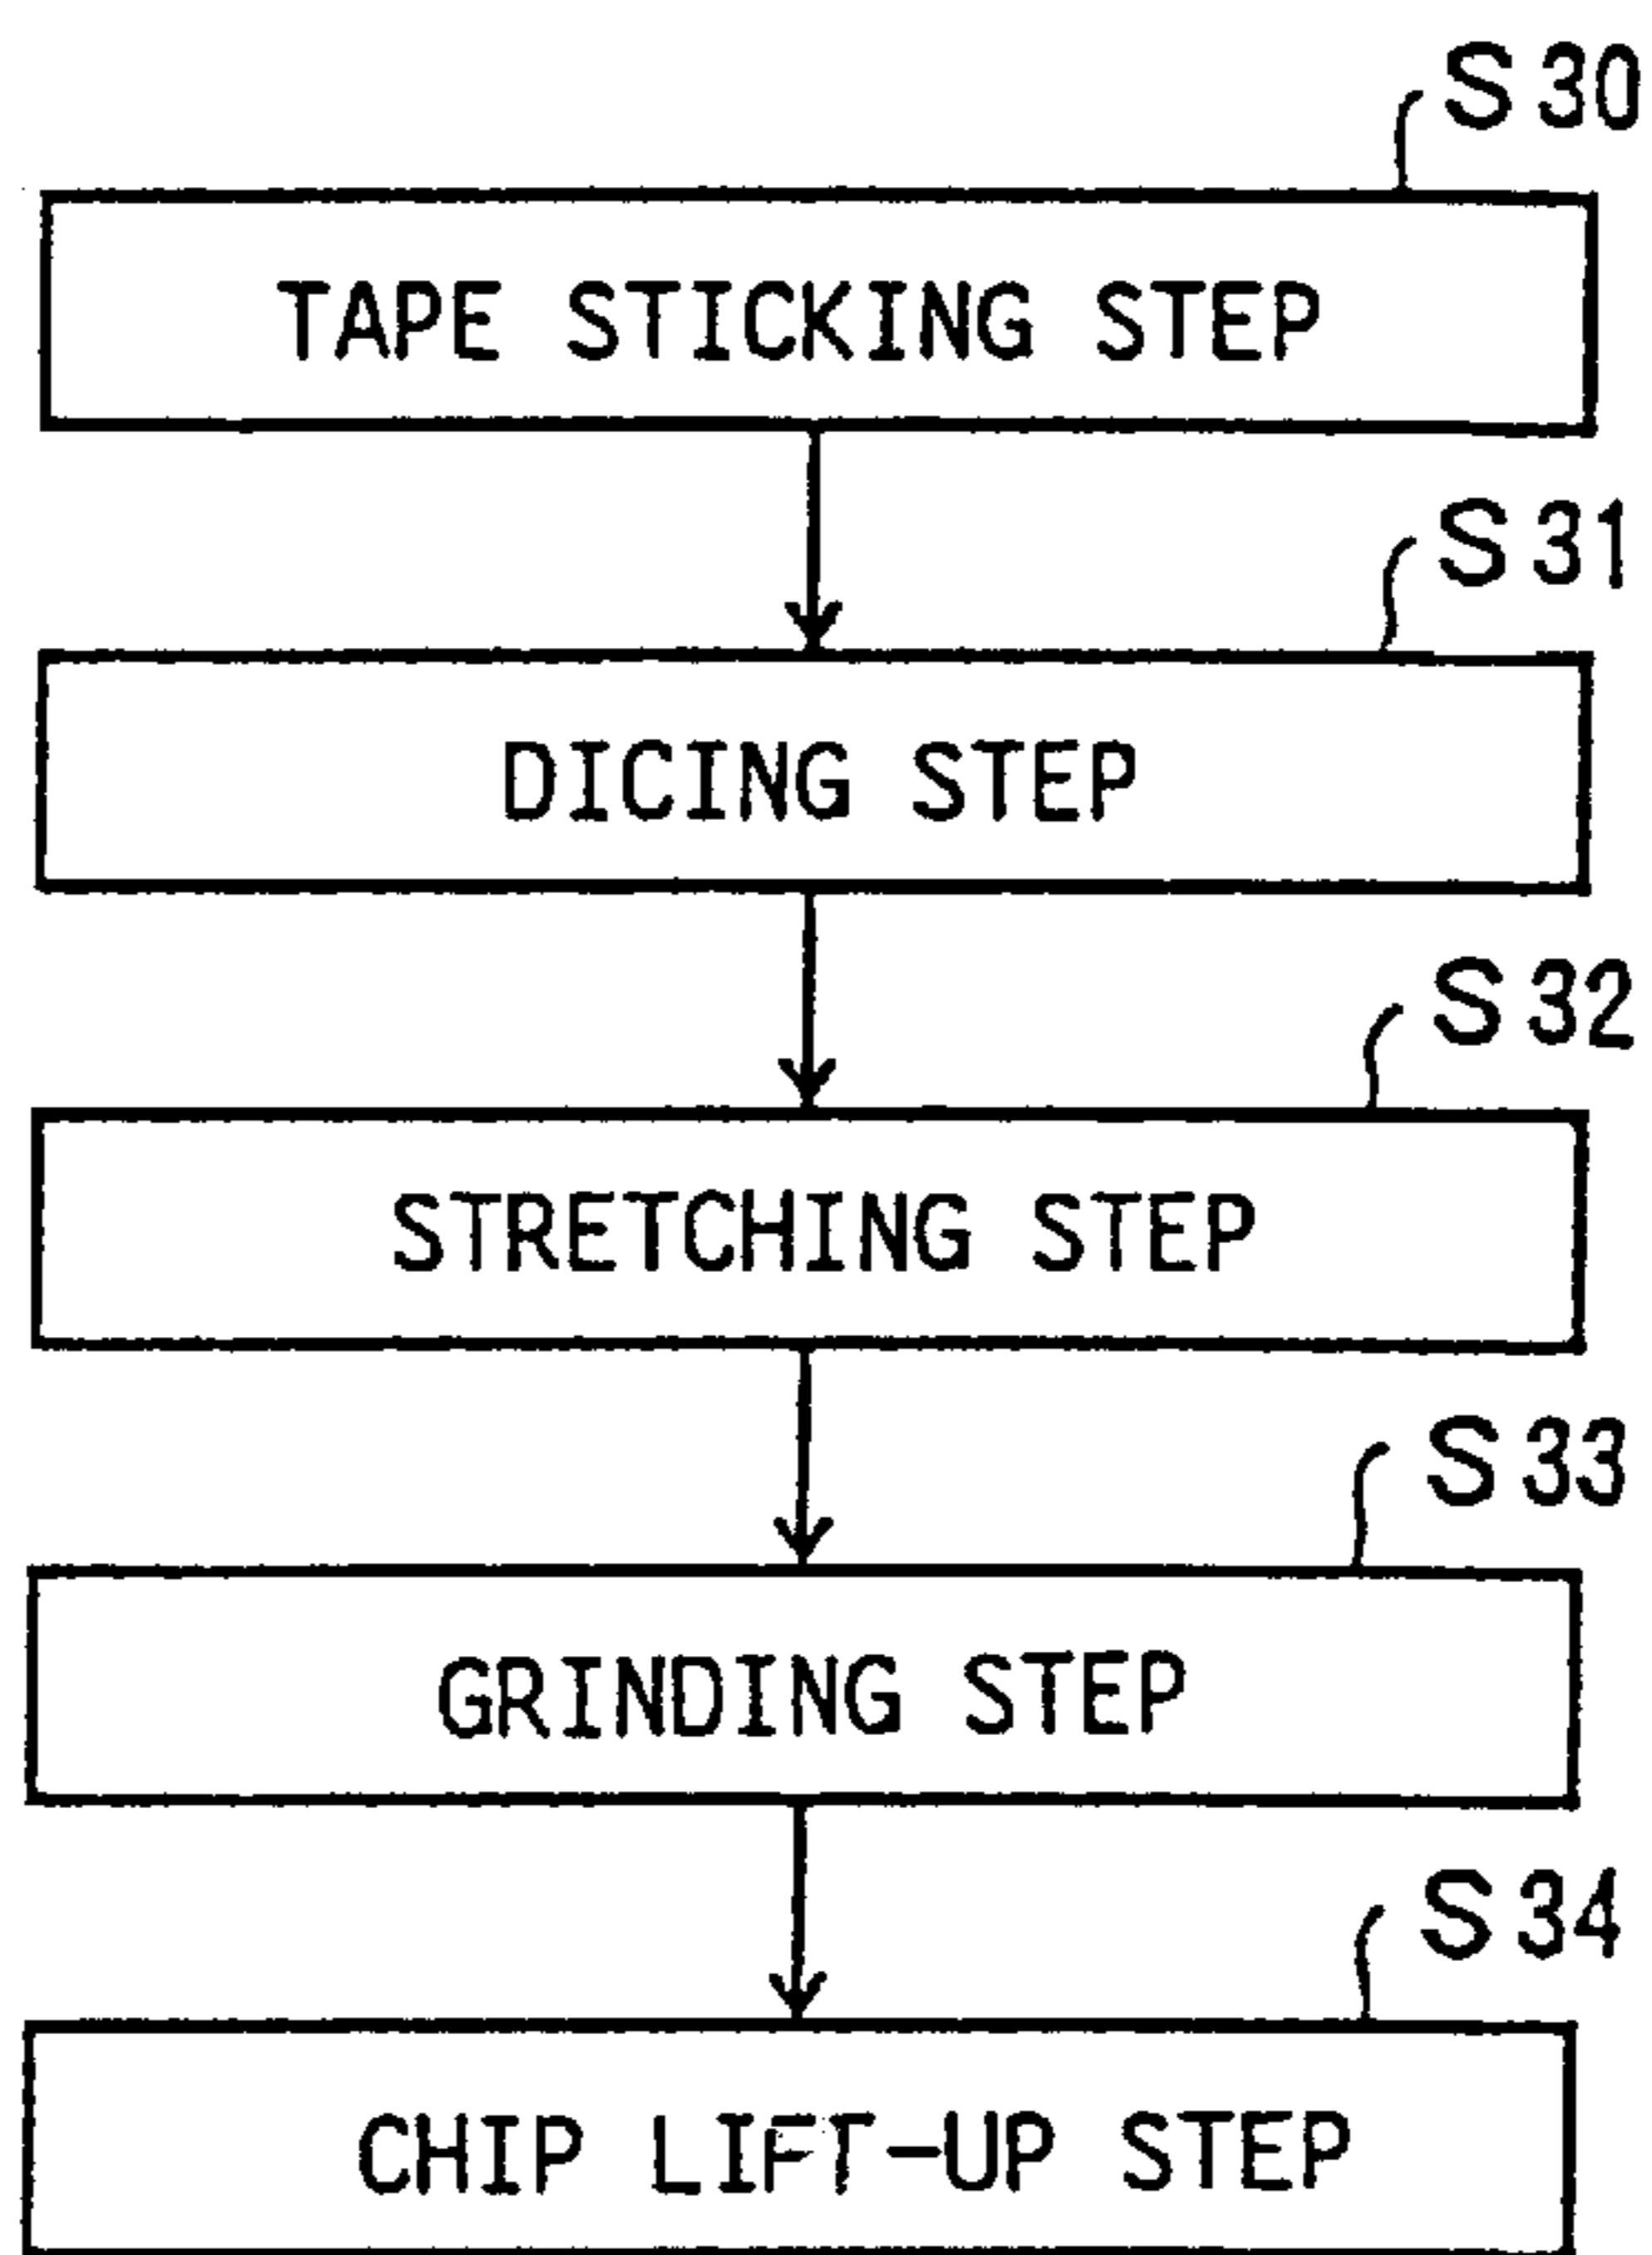 S30
TAPE STICKING STEP
S31
DICING STEP
S32
STRETCHING STEP
S33
GRINDING STEP
S34
CHIP LIFT-UP STEP